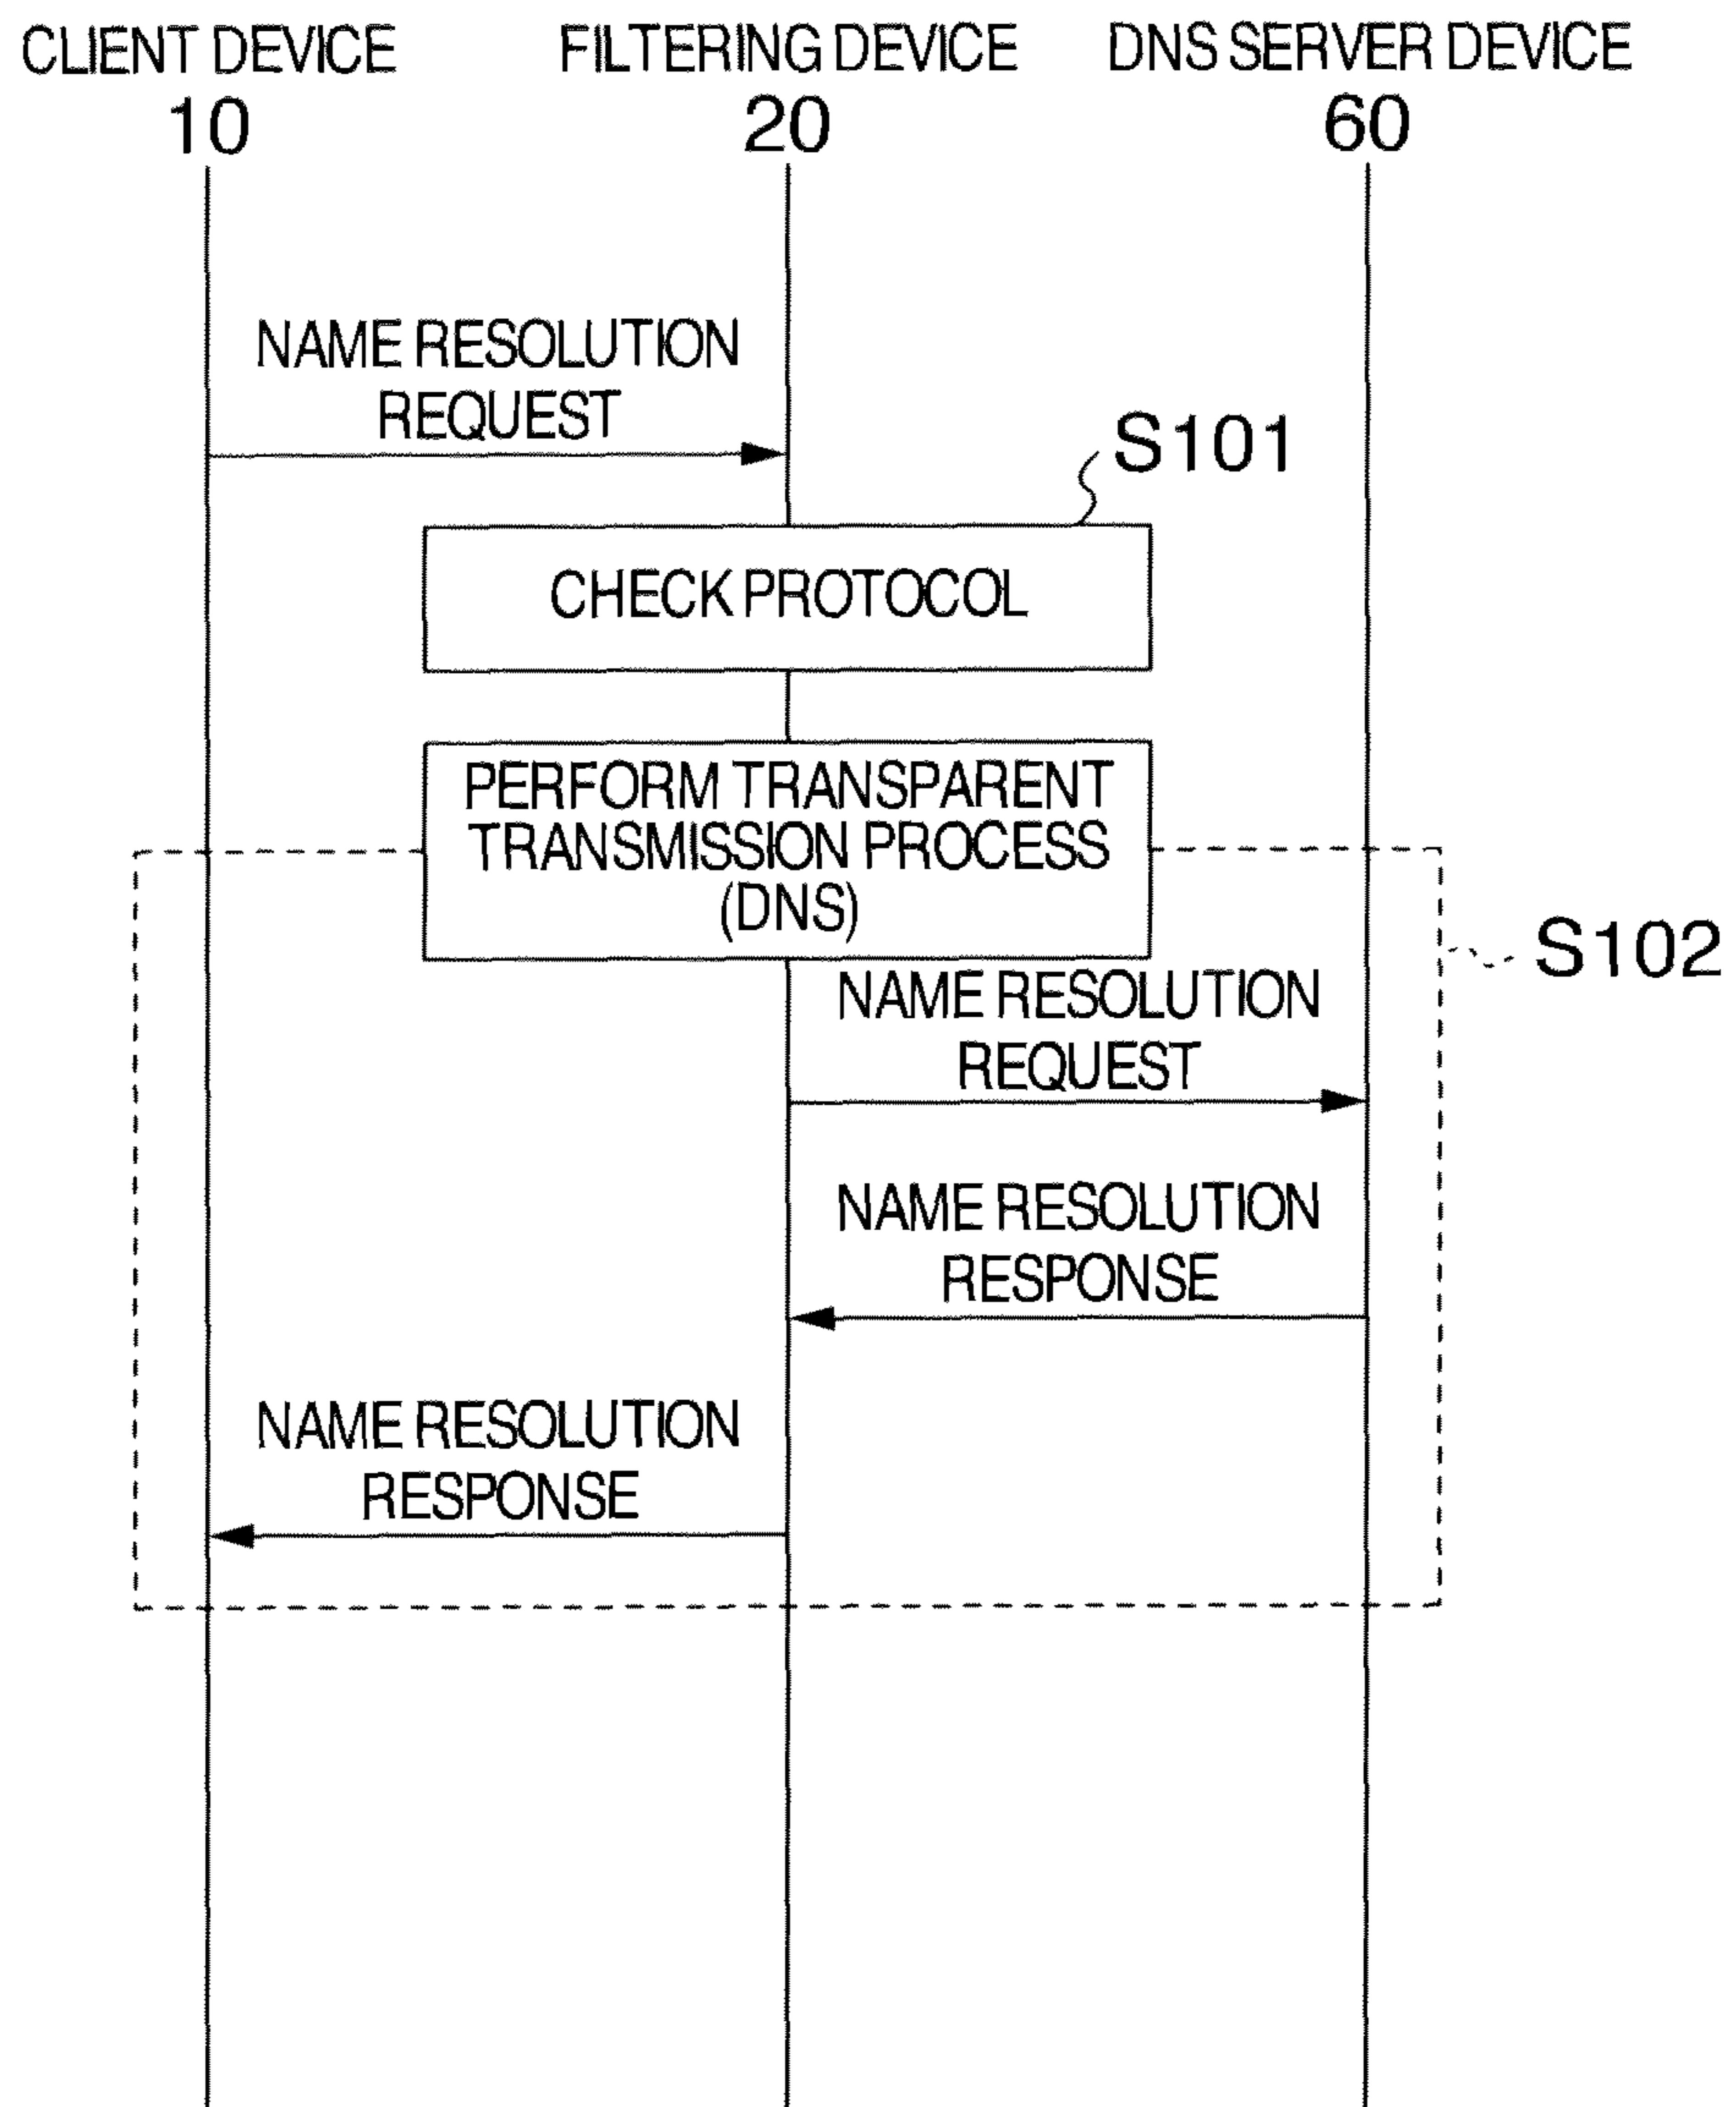 CLIENT DEVICE
10
FILTERING DEVICE
20
DNS SERVER DEVICE
60
NAME RESOLUTION
REQUEST
S101
CHECK PROTOCOL
PERFORM TRANSPARENT
TRANSMISSION PROCESS
(DNS)
S102
NAME RESOLUTION
REQUEST
NAME RESOLUTION
RESPONSE
NAME RESOLUTION
RESPONSE